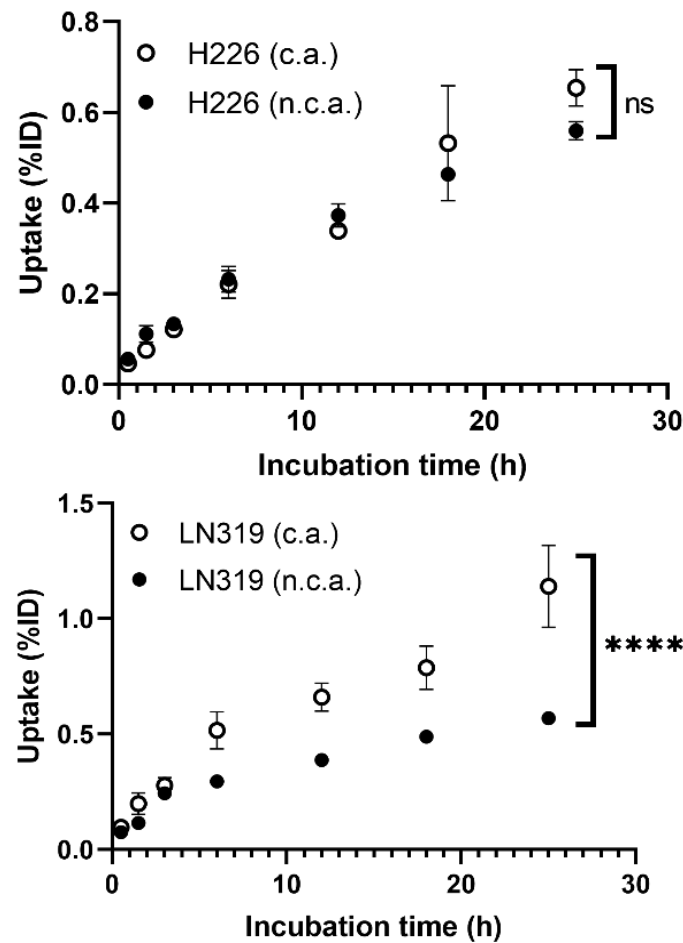 0.8
H226 (c.a.)
H226 (n.c.a.)
0.6
ns
0.4
0.2
0.0
Uptake (%ID)
0 10 20 30
Incubation time (h)
1.5
LN319 (c.a.)
LN319 (n.c.a.)
1.0
****
0.5
0.0
Uptake (%ID)
0 10 20 30
Incubation time (h)